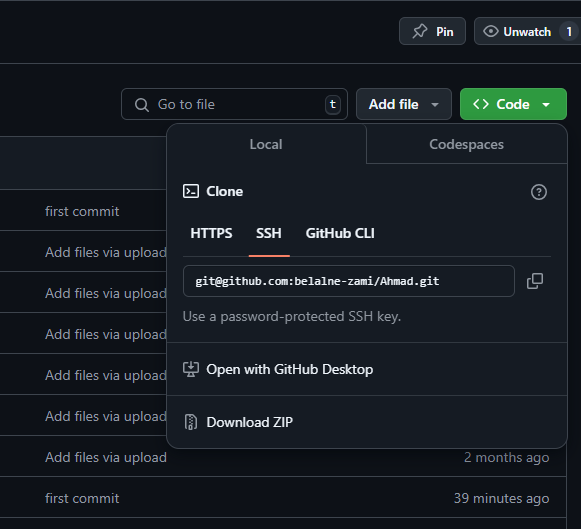 Pin
Unwatch 1
Go to file t
Add file
Code
Local Codespaces
Clone
HTTPS SSH GitHub CLI
git@github.com:belalne-zami/Ahmad.git
Use a password-protected SSH key.
Open with GitHub Desktop
Download ZIP
first commit
Add files via upload
Add files via upload
Add files via upload
Add files via upload
Add files via upload
Add files via upload 2 months ago
first commit 39 minutes ago